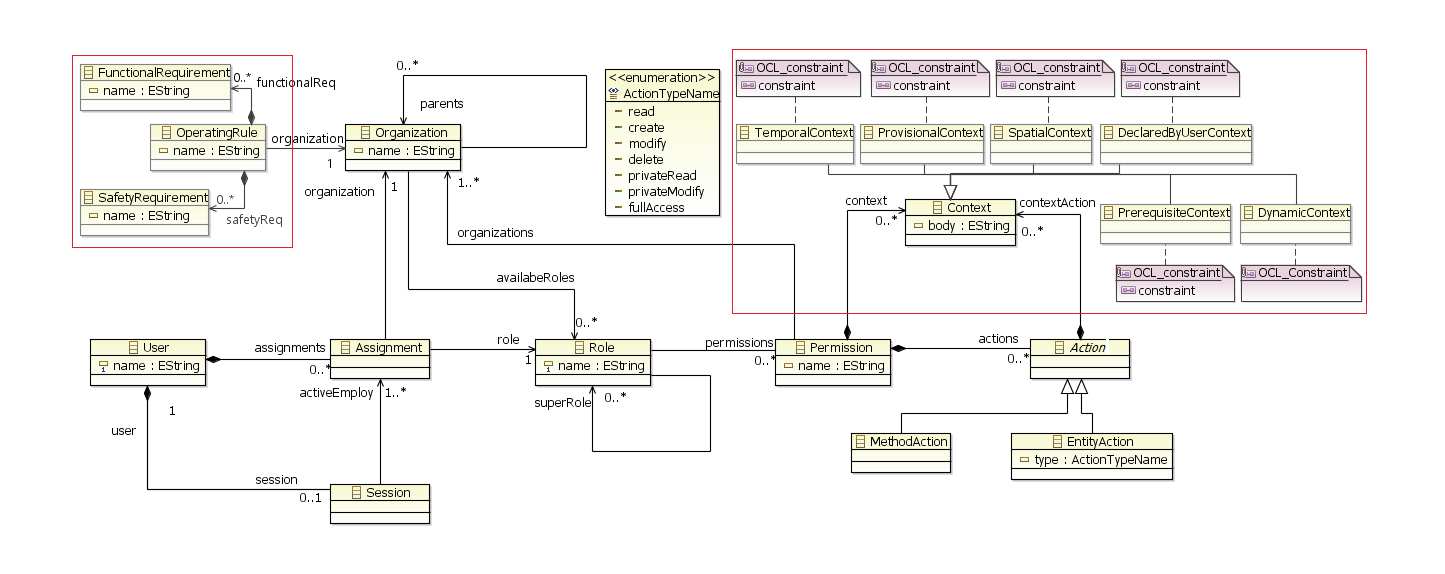 FunctionalRequirement
name : EString
0..*
functionalReq
OperatingRule
name : EString
organization
1
SafetyRequirement
name : EString
0..*
safetyReq
0..*
parents
Organization
name : EString
organization
1
1..*
organizations
<<enumeration>>
ActionTypeName
read
create
modify
delete
privateRead
privateModify
fullAccess
OCL_constraint
constraint
OCL_constraint
constraint
OCL_constraint
constraint
OCL_constraint
constraint
TemporalContext
ProvisionalContext
SpatialContext
DeclaredByUserContext
context
0..*
Context
body : EString
contextAction
0..*
PrerequisiteContext
DynamicContext
OCL_constraint
constraint
OCL_Constraint
availabeRoles
0..*
User
name : EString
assignments
0..*
Assignment
role
1
Role
name : EString
permissions
0..*
Permission
name : EString
actions
0..*
Action
activeEmploy
1..*
superRole
0..*
1
user
MethodAction
EntityAction
type : ActionTypeName
session
0..1
Session